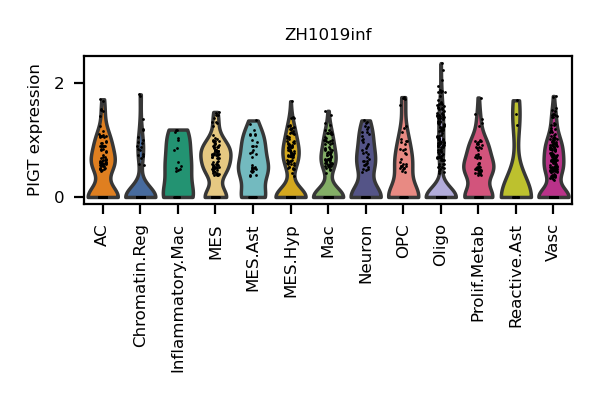 ZH1019inf
PIGT expression
2
0
AC
Chromatin.Reg
Inflammatory.Mac
MES
MES.Ast
MES.Hyp
Mac
Neuron
OPC
Oligo
Prolif.Metab
Reactive.Ast
Vasc